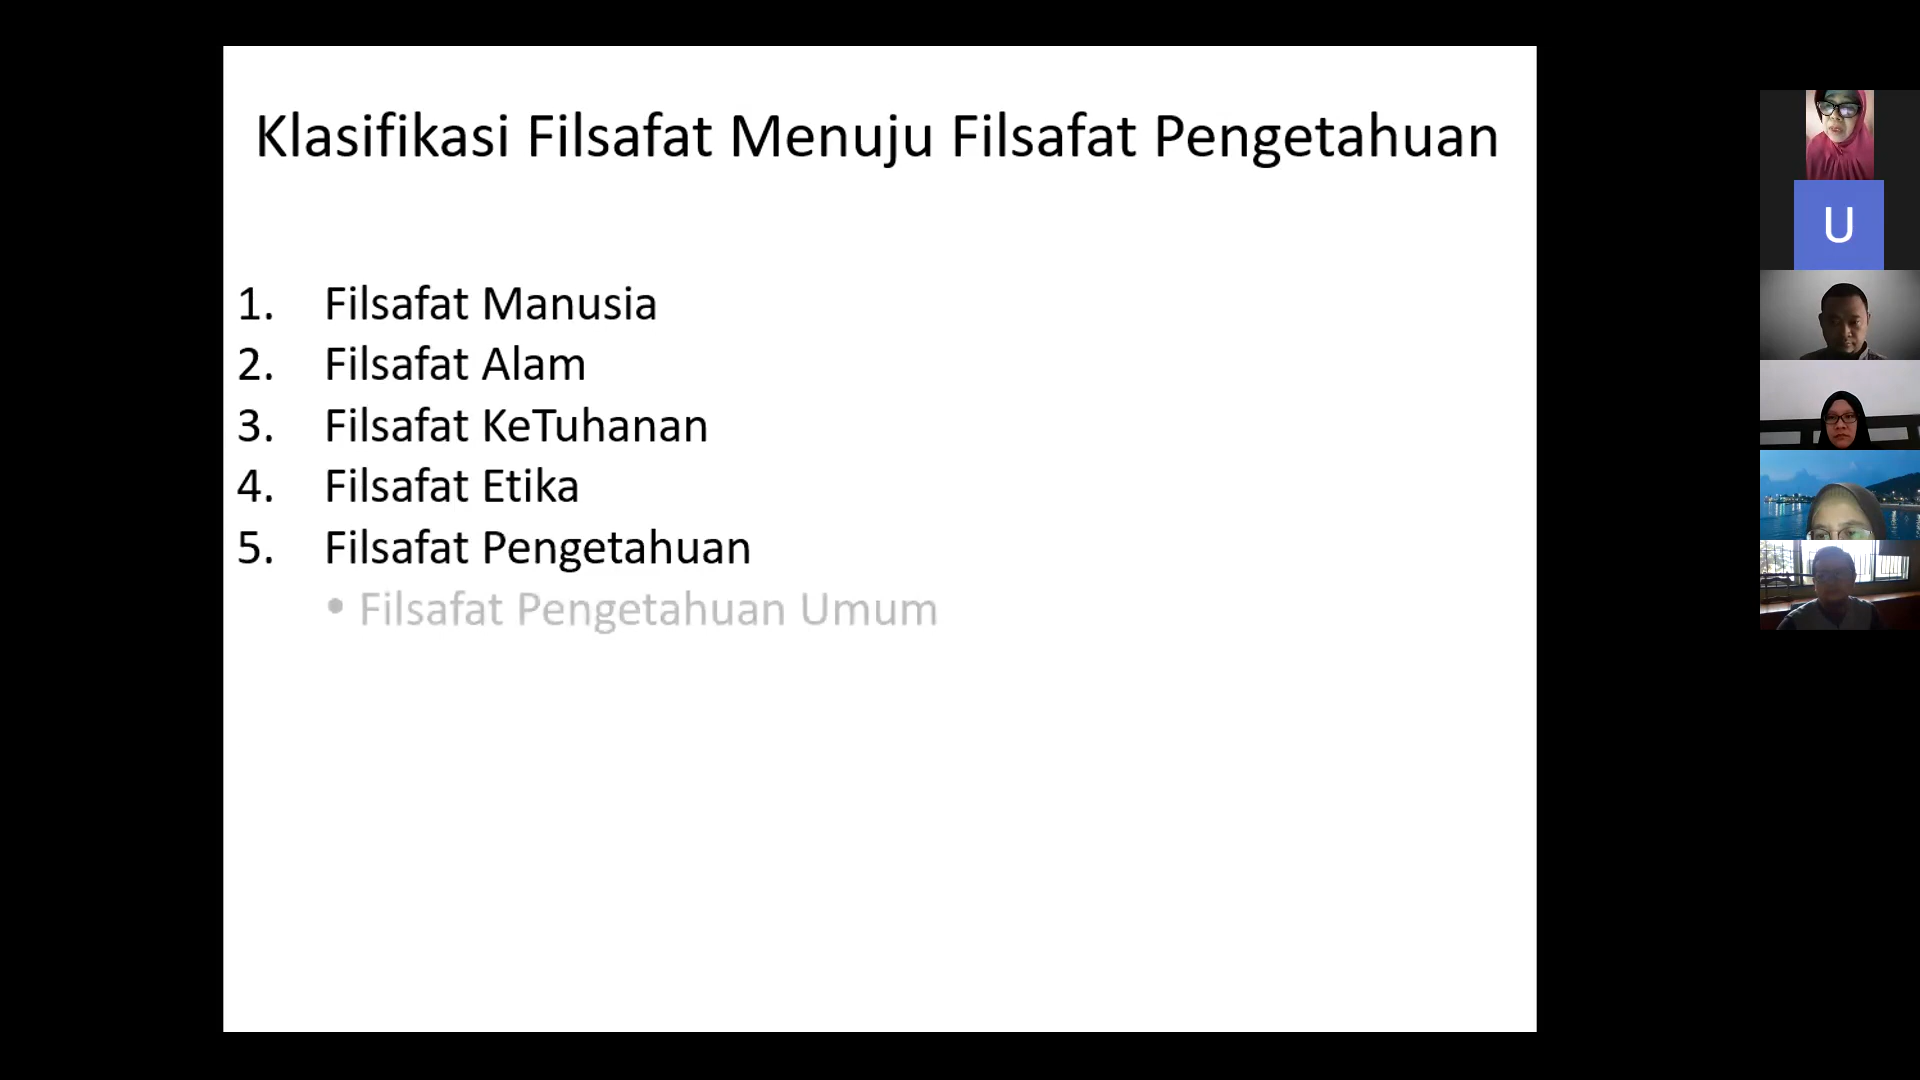 Klasifikasi Filsafat Menuju Filsafat Pengetahuan
1. Filsafat Manusia
2. Filsafat Alam
3. Filsafat KeTuhanan
4. Filsafat Etika
5. Filsafat Pengetahuan
• Filsafat Pengetahuan Umum
U